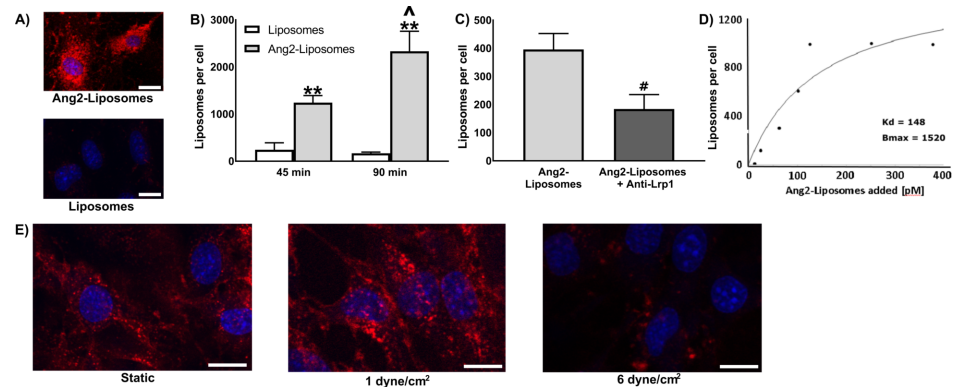 A)
Ang2-Liposomes
Liposomes
B)
Liposomes per cell
3000
2000
1000
0
Liposomes
Ang2-Liposomes
**
^
**
45 min
90 min
C)
Liposomes per cell
500
400
300
200
100
0
#
Ang2-
Liposomes
Ang2-Liposomes
+ Anti-Lrp1
D)
Liposomes per cell
1200
800
400
0
Kd = 148
Bmax = 1520
0
100
200
300
400
Ang2-Liposomes added [pM]
E)
Static
1 dyne/cm²
6 dyne/cm²